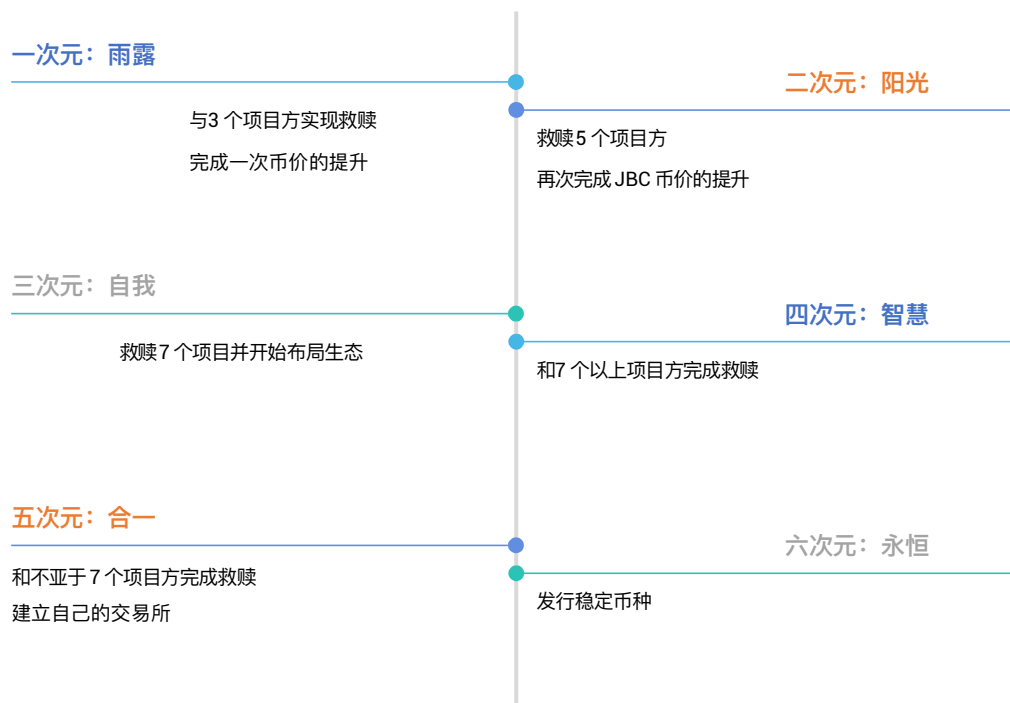 一次元：雨露
与3 个项目方实现救赎
完成一次币价的提升
二次元：阳光
救赎5 个项目方
再次完成 JBC 币价的提升
三次元：自我
救赎7 个项目并开始布局生态
四次元：智慧
和7 个以上项目方完成救赎
五次元：合一
和不亚于 7 个项目方完成救赎
建立自己的交易所
六次元：永恒
发行稳定币种